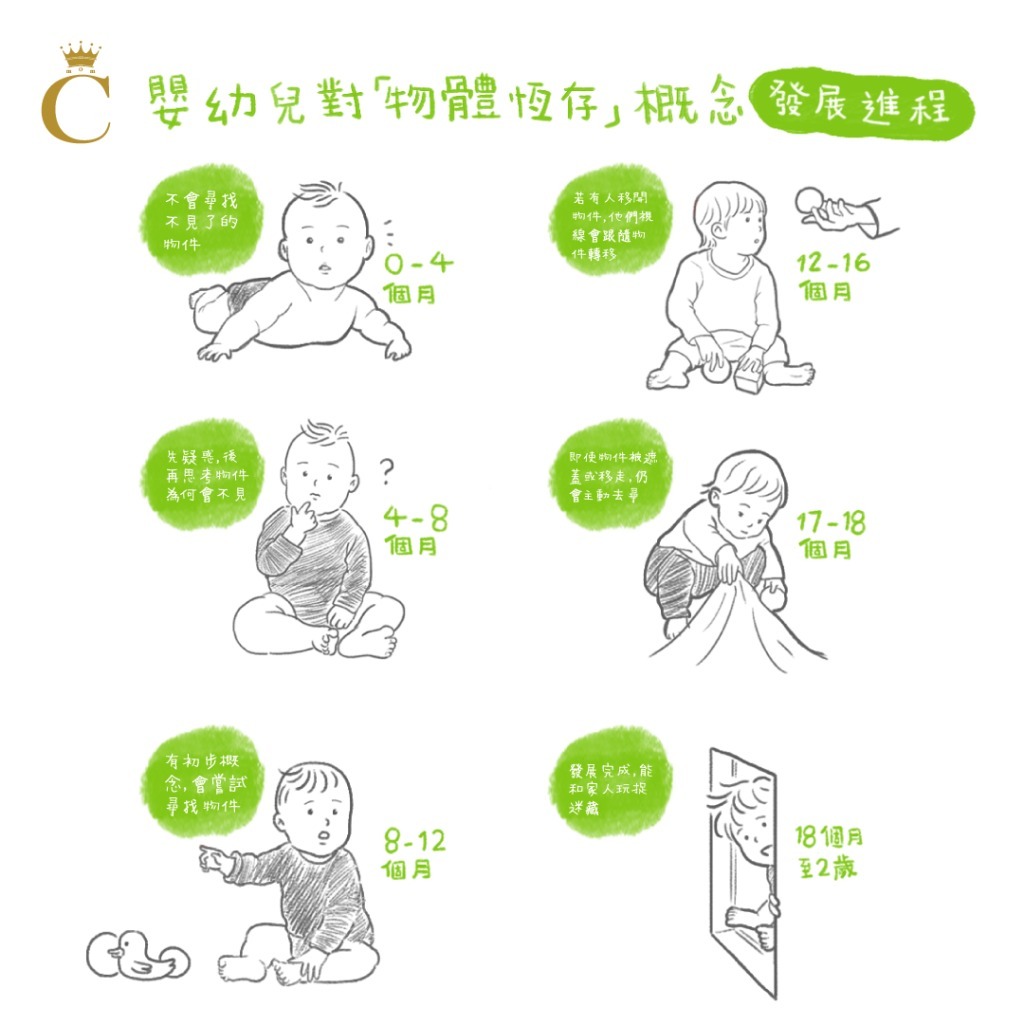 C
嬰幼兒對「物體恆存」概念 發展進程
不會尋找
不見了的
物件
0-4
個月
先疑惑,後
再思考物件
為何會不見
?
4-8
個月
有初步概
念,會嘗試
尋找物件
8-12
個月
若有人移開
物件,他們視
線會跟隨物
件轉移
12-16
個月
即使物件被遮
蓋或移走,仍
會主動去尋
17-18
個月
發展完成,能
和家人玩捉
迷藏
18個月
至2歲